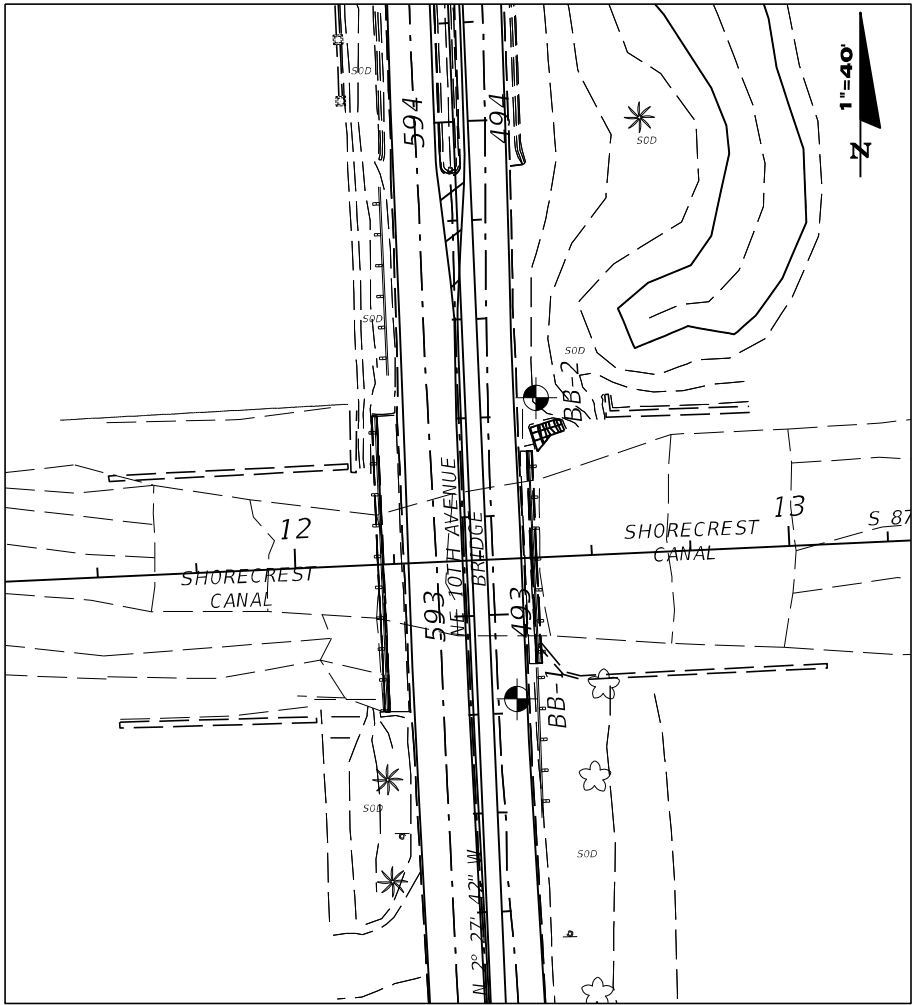 SOD
594
494
SOD
1"=40'
N
SOD
SOD
BB-2
NE 10TH AVENUE
BRIDGE
12
13
SHORECREST
CANAL
S 87
SHORECREST
CANAL
593
493
BB-1
SOD
SOD
N 2° 27' 42" W